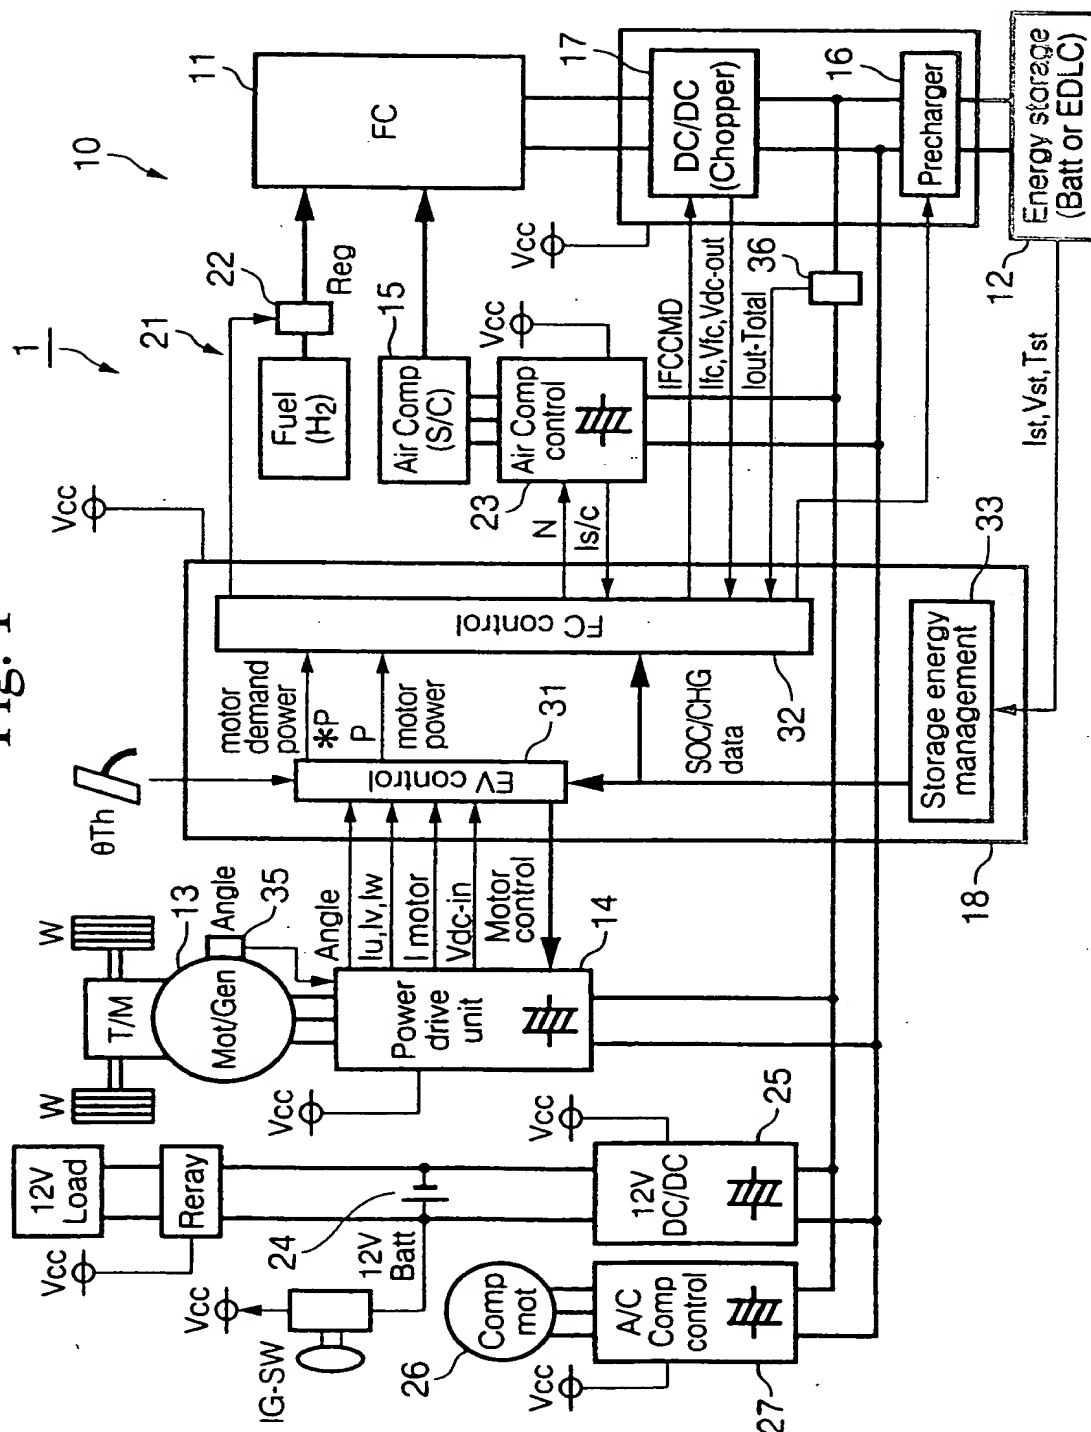 Fig. 1
1
10
W
W
T/M
13
Mot/Gen
Angle
35
12V
Load
Reray
Vcc
Vcc
IG-SW
24
12V
Batt
Vcc
Power
drive
unit
14
Angle
Iu,Iv,Iw
I motor
Vdc-in
Motor
control
θTh
EV control
31
motor
demand
power
*P
P
motor
power
FC control
32
SOC/CHG
data
Storage energy
management
33
18
Vcc
21
Fuel
(H2)
22
Reg
FC
11
Air Comp
(S/C)
15
Air Comp
control
23
Vcc
N
Is/c
IFCCMD
Ifc,Vfc,Vdc-out
Iout-Total
36
Vcc
DC/DC
(Chopper)
17
Precharger
16
Energy storage
(Batt or EDLC)
12
Ist,Vst,Tst
Comp
mot
26
A/C
Comp
control
27
Vcc
12V
DC/DC
25
Vcc